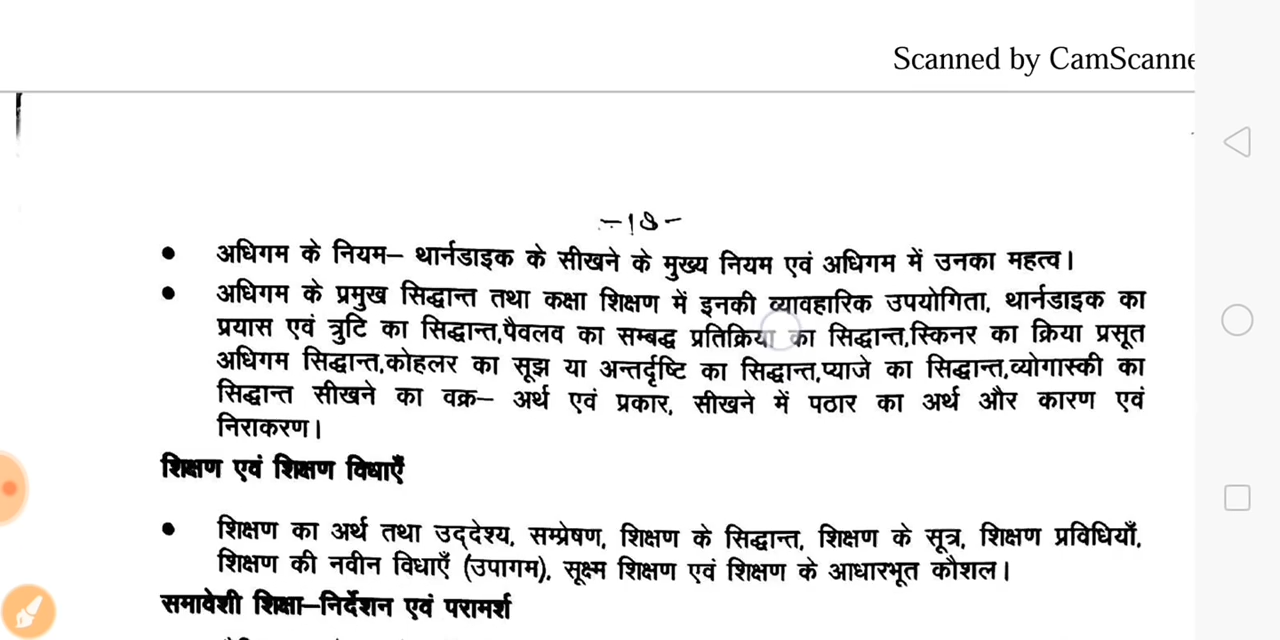 Scanned by CamScanne
-18-
● अधिगम के नियम– थार्नडाइक के सीखने के मुख्य नियम एवं अधिगम में उनका महत्व।
● अधिगम के प्रमुख सिद्धान्त तथा कक्षा शिक्षण में इनकी व्यावहारिक उपयोगिता, थार्नडाइक का
प्रयास एवं त्रुटि का सिद्धान्त,पैवलव का सम्बद्ध प्रतिक्रिया का सिद्धान्त,स्किनर का क्रिया प्रसूत
अधिगम सिद्धान्त,कोहलर का सूझ या अन्तर्दृष्टि का सिद्धान्त,प्याजे का सिद्धान्त,व्योगास्की का
सिद्धान्त सीखने का वक्र– अर्थ एवं प्रकार, सीखने में पठार का अर्थ और कारण एवं
निराकरण।
शिक्षण एवं शिक्षण विधाएँ
● शिक्षण का अर्थ तथा उद्देश्य, सम्प्रेषण, शिक्षण के सिद्धान्त, शिक्षण के सूत्र, शिक्षण प्रविधियाँ,
शिक्षण की नवीन विधाएँ (उपागम), सूक्ष्म शिक्षण एवं शिक्षण के आधारभूत कौशल।
समावेशी शिक्षा–निर्देशन एवं परामर्श